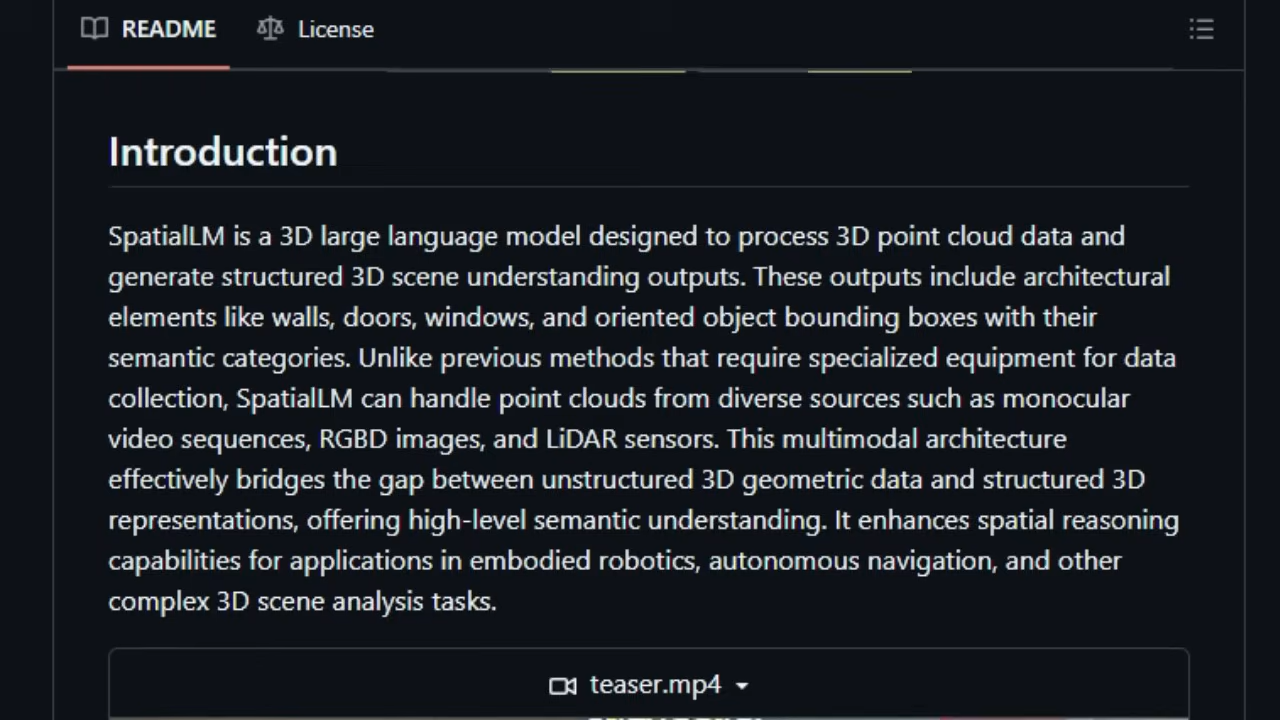 README License
Introduction
SpatialLM is a 3D large language model designed to process 3D point cloud data and
generate structured 3D scene understanding outputs. These outputs include architectural
elements like walls, doors, windows, and oriented object bounding boxes with their
semantic categories. Unlike previous methods that require specialized equipment for data
collection, SpatialLM can handle point clouds from diverse sources such as monocular
video sequences, RGBD images, and LiDAR sensors. This multimodal architecture
effectively bridges the gap between unstructured 3D geometric data and structured 3D
representations, offering high-level semantic understanding. It enhances spatial reasoning
capabilities for applications in embodied robotics, autonomous navigation, and other
complex 3D scene analysis tasks.
teaser.mp4